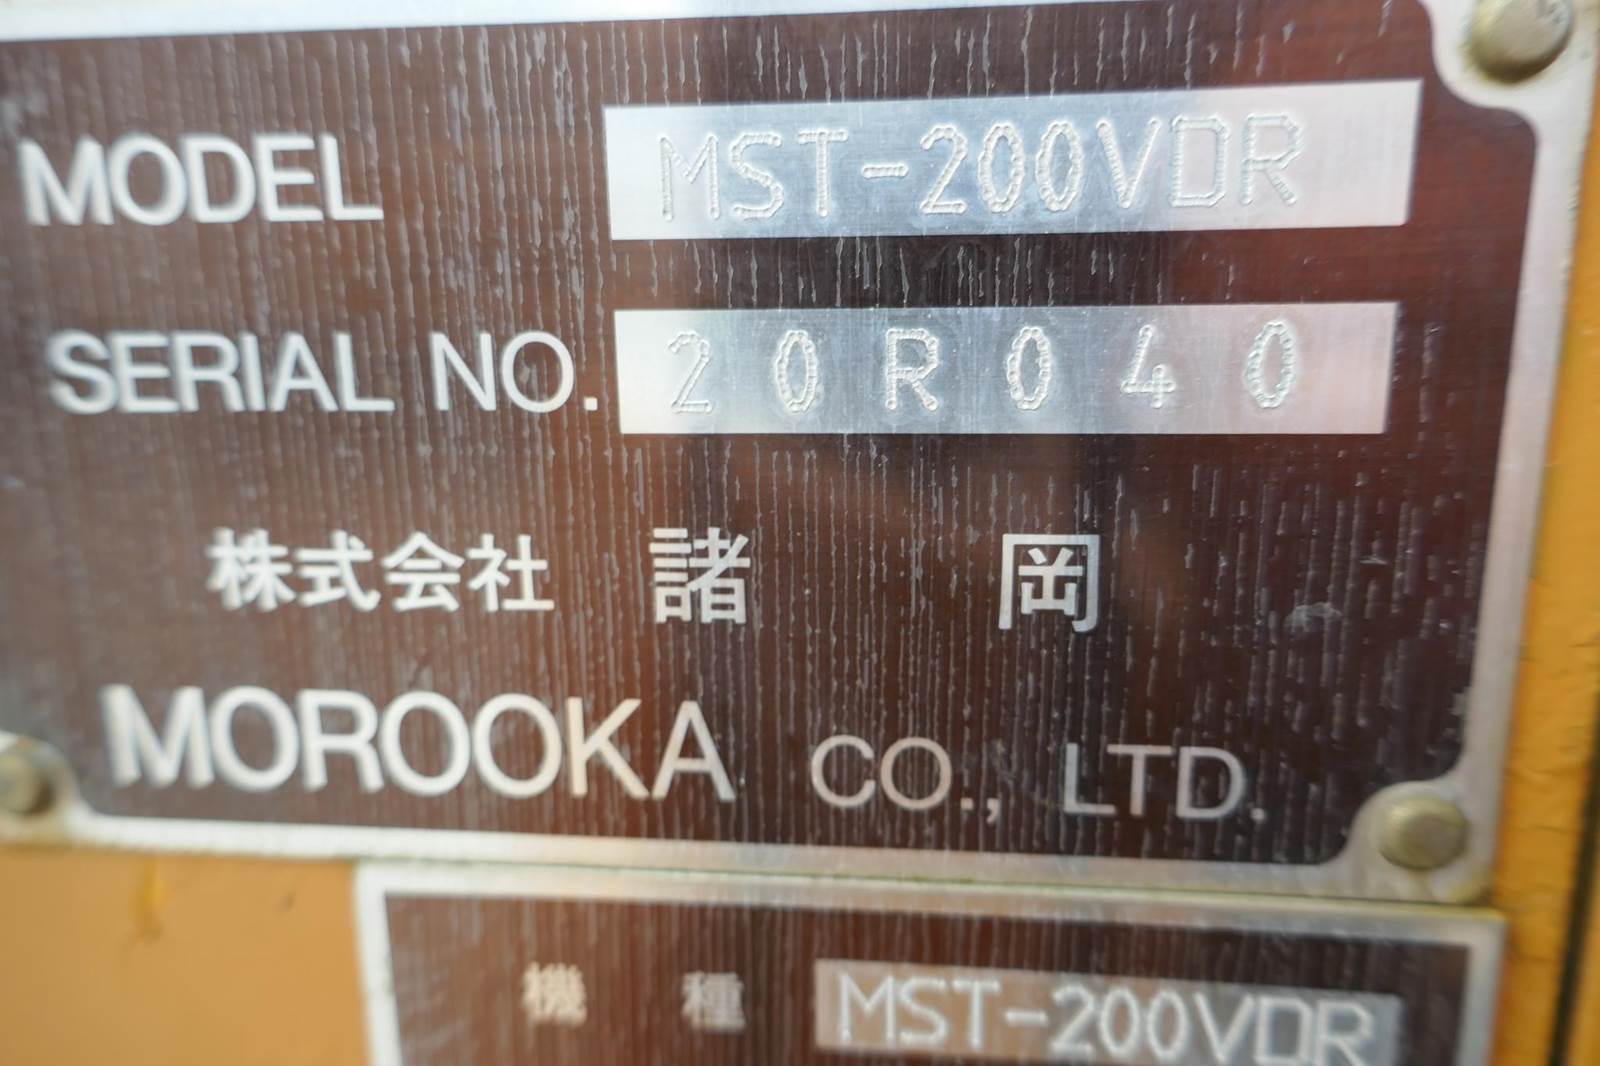 MODEL MST-200VDR
SERIAL NO. 20R040
株式会社 諸 岡
MOROOKA CO., LTD.
機 種 MST-200VDR